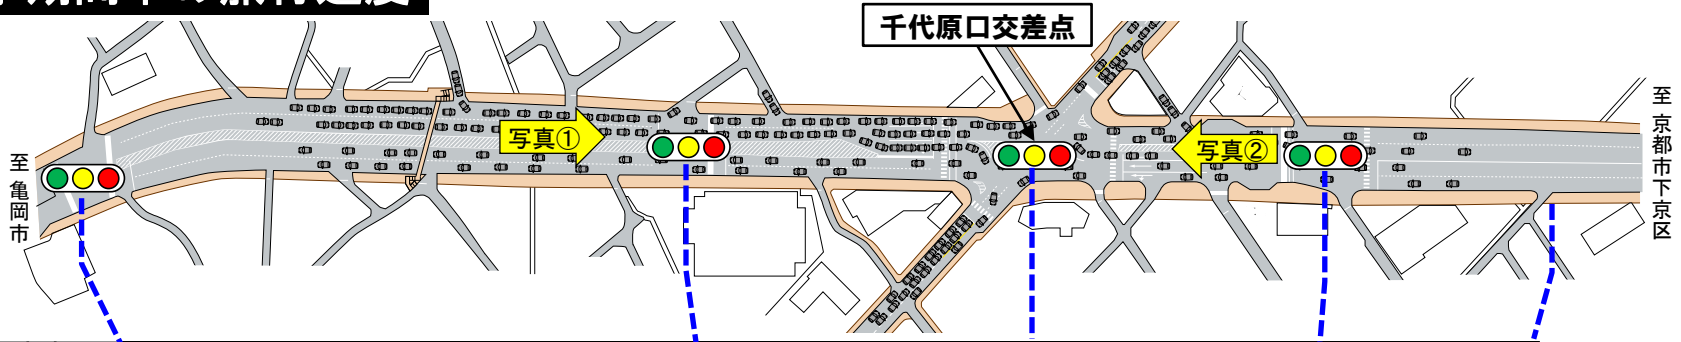 千代原口交差点
写真①
写真②
至 亀岡市
至 京都市下京区